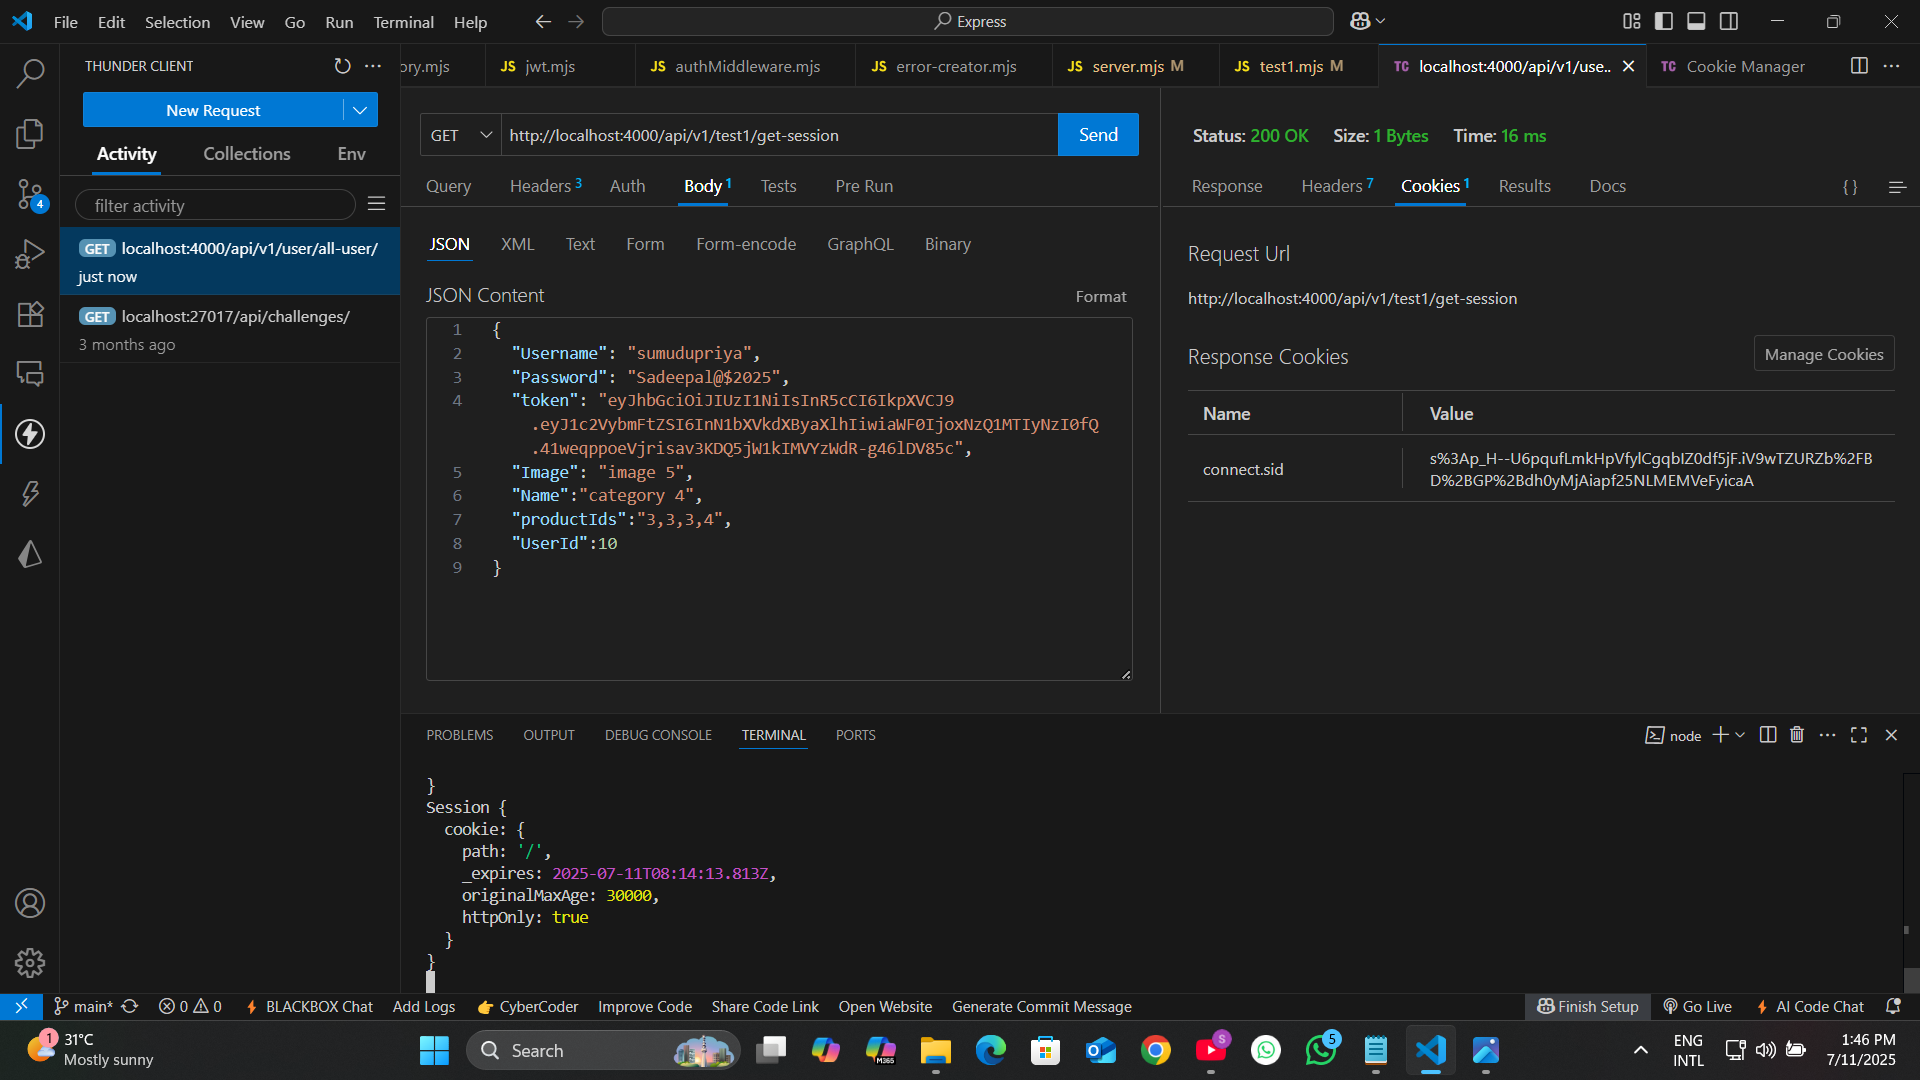 File Edit Selection View Go Run Terminal Help
Express
THUNDER CLIENT
ory.mjs
JS jwt.mjs
JS authMiddleware.mjs
JS error-creator.mjs
JS server.mjs M
JS test1.mjs M
TC localhost:4000/api/v1/use..
TC Cookie Manager
New Request
Activity Collections Env
filter activity
GET localhost:4000/api/v1/user/all-user/
just now
GET localhost:27017/api/challenges/
3 months ago
4
GET http://localhost:4000/api/v1/test1/get-session Send
Query Headers 3 Auth Body 1 Tests Pre Run
JSON XML Text Form Form-encode GraphQL Binary
JSON Content Format
1 {
2 "Username": "sumudupriya",
3 "Password": "Sadeepal@$2025",
4 "token": "eyJhbGciOiJIUzI1NiIsInR5cCI6IkpXVCJ9
.eyJ1c2VybmFtZSI6InN1bXVkdXByaXlhIiwiaWF0IjoxNzQ1MTIyNzI0fQ
.41weqppoeVjrisav3KDQ5jW1kIMVYzWdR-g46lDV85c",
5 "Image": "image 5",
6 "Name":"category 4",
7 "productIds":"3,3,3,4",
8 "UserId":10
9 }
Status: 200 OK Size: 1 Bytes Time: 16 ms
Response Headers 7 Cookies 1 Results Docs {}
Request Url
http://localhost:4000/api/v1/test1/get-session
Response Cookies Manage Cookies
Name Value
connect.sid s%3Ap_H--U6pqufLmkHpVfylCgqbIZ0df5jF.iV9wTZURZb%2FB
D%2BGP%2Bdh0yMjAiapf25NLMEMVeFyicaA
PROBLEMS OUTPUT DEBUG CONSOLE TERMINAL PORTS
node
}
Session {
cookie: {
path: '/',
_expires: 2025-07-11T08:14:13.813Z,
originalMaxAge: 30000,
httpOnly: true
}
}
main* 0 0 BLACKBOX Chat Add Logs CyberCoder Improve Code Share Code Link Open Website Generate Commit Message
Finish Setup Go Live AI Code Chat
1
31°C
Mostly sunny
Search
M365
S
5
ENG
INTL
1:46 PM
7/11/2025